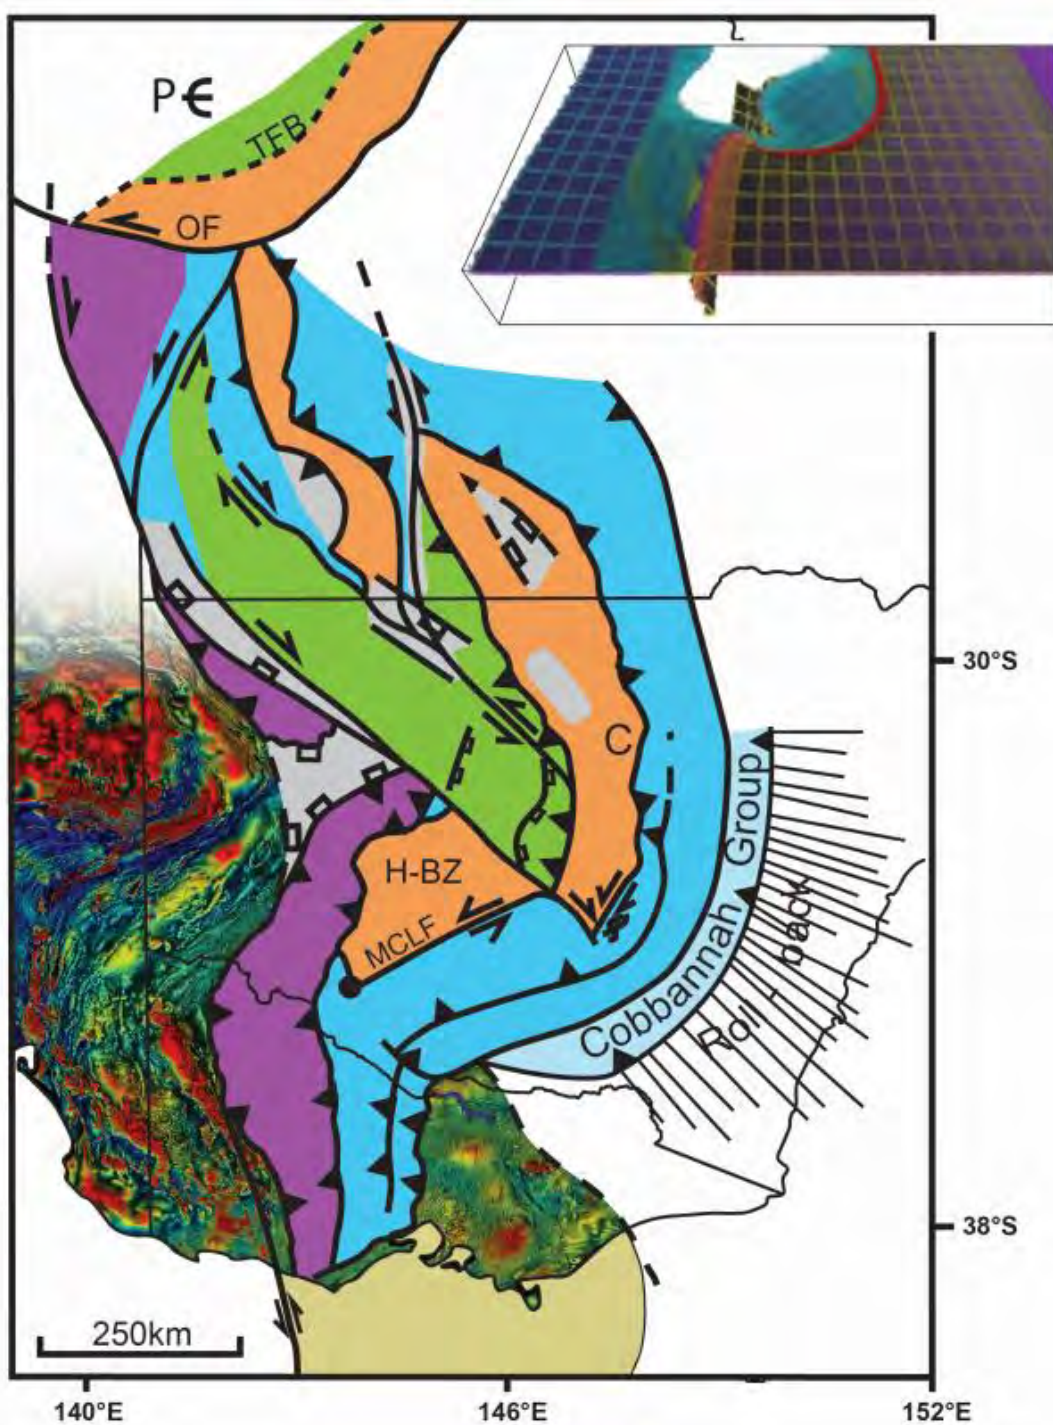 P€
TFB
OF
30°S
C
Cobbannah Group
H-BZ
MCLF
Roll - back
38°S
250km
140°E
146°E
152°E